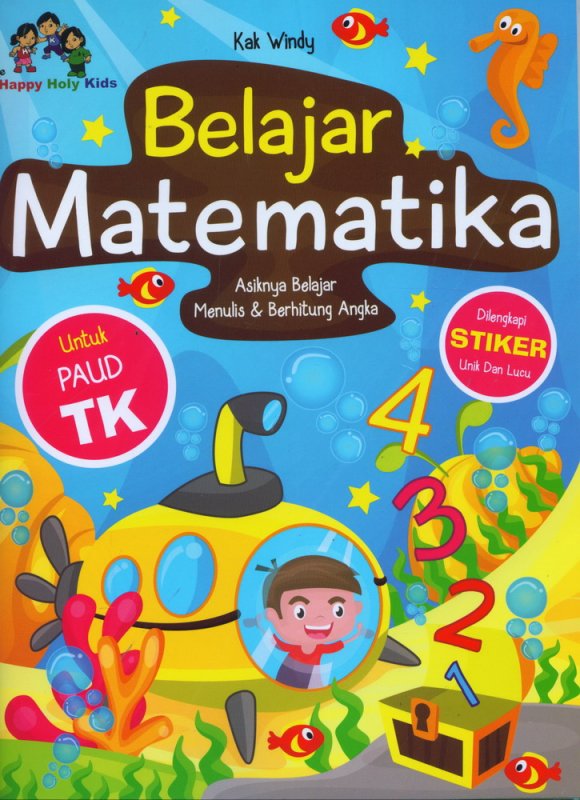 Kak Windy
Happy Holy Kids
Belajar
Matematika
Asiknya Belajar
Menulis & Berhitung Angka
Untuk
PAUD
TK
Dilengkapi
STIKER
Unik Dan Lucu
4
3
2
1